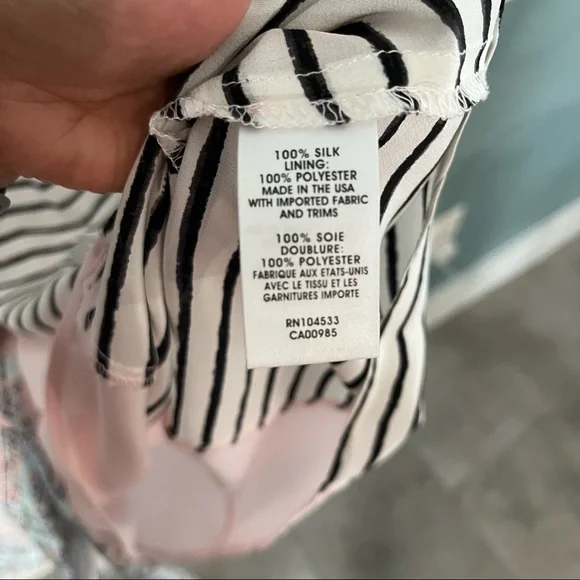 100% SILK
LINING:
100% POLYESTER
MADE IN THE USA
WITH IMPORTED FABRIC
AND TRIMS
100% SOIE
DOUBLURE:
100% POLYESTER
FABRIQUE AUX ETATS-UNIS
AVEC LE TISSU ET LES
GARNITURES IMPORTE
RN104533
CA00985